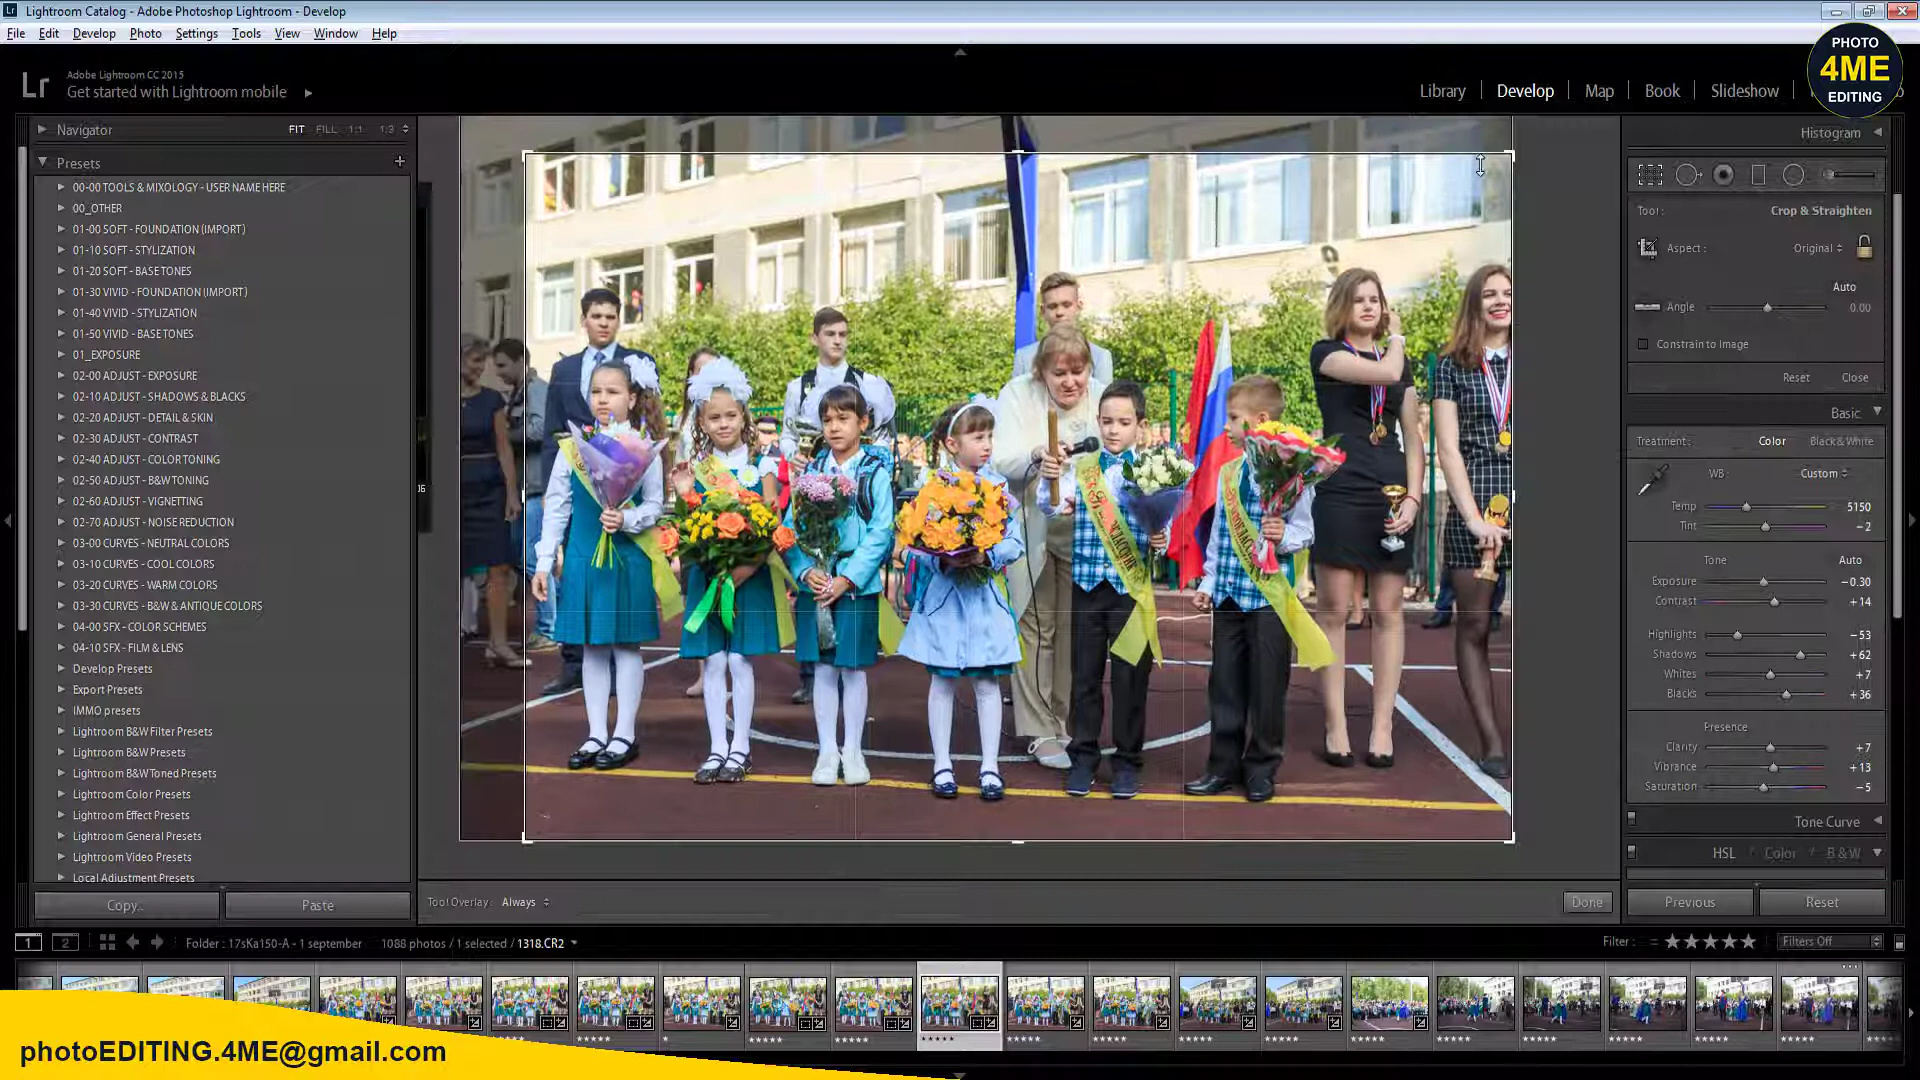 Lightroom Catalog - Adobe Photoshop Lightroom - Develop
File Edit Develop Photo Settings Tools View Window Help
PHOTO
4ME
EDITING
Lr
Adobe Lightroom CC 2015
Get started with Lightroom mobile
Library Develop Map Book Slideshow
Navigator FIT FILL 1:1 1:3
Histogram
Presets
00-00 TOOLS & MIXOLOGY - USER NAME HERE
00_OTHER
01-00 SOFT - FOUNDATION (IMPORT)
01-10 SOFT - STYLIZATION
01-20 SOFT - BASE TONES
01-30 VIVID - FOUNDATION (IMPORT)
01-40 VIVID - STYLIZATION
01-50 VIVID - BASE TONES
01_EXPOSURE
02-00 ADJUST - EXPOSURE
02-10 ADJUST - SHADOWS & BLACKS
02-20 ADJUST - DETAIL & SKIN
02-30 ADJUST - CONTRAST
02-40 ADJUST - COLOR TONING
02-50 ADJUST - B&W TONING
02-60 ADJUST - VIGNETTING
02-70 ADJUST - NOISE REDUCTION
03-00 CURVES - NEUTRAL COLORS
03-10 CURVES - COOL COLORS
03-20 CURVES - WARM COLORS
03-30 CURVES - B&W & ANTIQUE COLORS
04-00 SFX - COLOR SCHEMES
04-10 SFX - FILM & LENS
Develop Presets
Export Presets
IMMO presets
Lightroom B&W Filter Presets
Lightroom B&W Presets
Lightroom B&W Toned Presets
Lightroom Color Presets
Lightroom Effect Presets
Lightroom General Presets
Lightroom Video Presets
Local Adjustment Presets
Copy... Paste
Tool : Crop & Straighten
Aspect : Original
Auto
Angle 0.00
Constrain to Image
Reset Close
Basic
Treatment : Color Black & White
WB : Custom
Temp 5150
Tint -2
Tone Auto
Exposure -0.30
Contrast +14
Highlights -53
Shadows +62
Whites +7
Blacks +36
Presence
Clarity +7
Vibrance +13
Saturation -5
Tone Curve
HSL / Color / B & W
Previous Reset
Tool Overlay : Always Done
1 2 Folder : 17sKa150-A - 1 september 1088 photos / 1 selected / 1318.CR2 Filter : Filters Off
photoEDITING.4ME@gmail.com